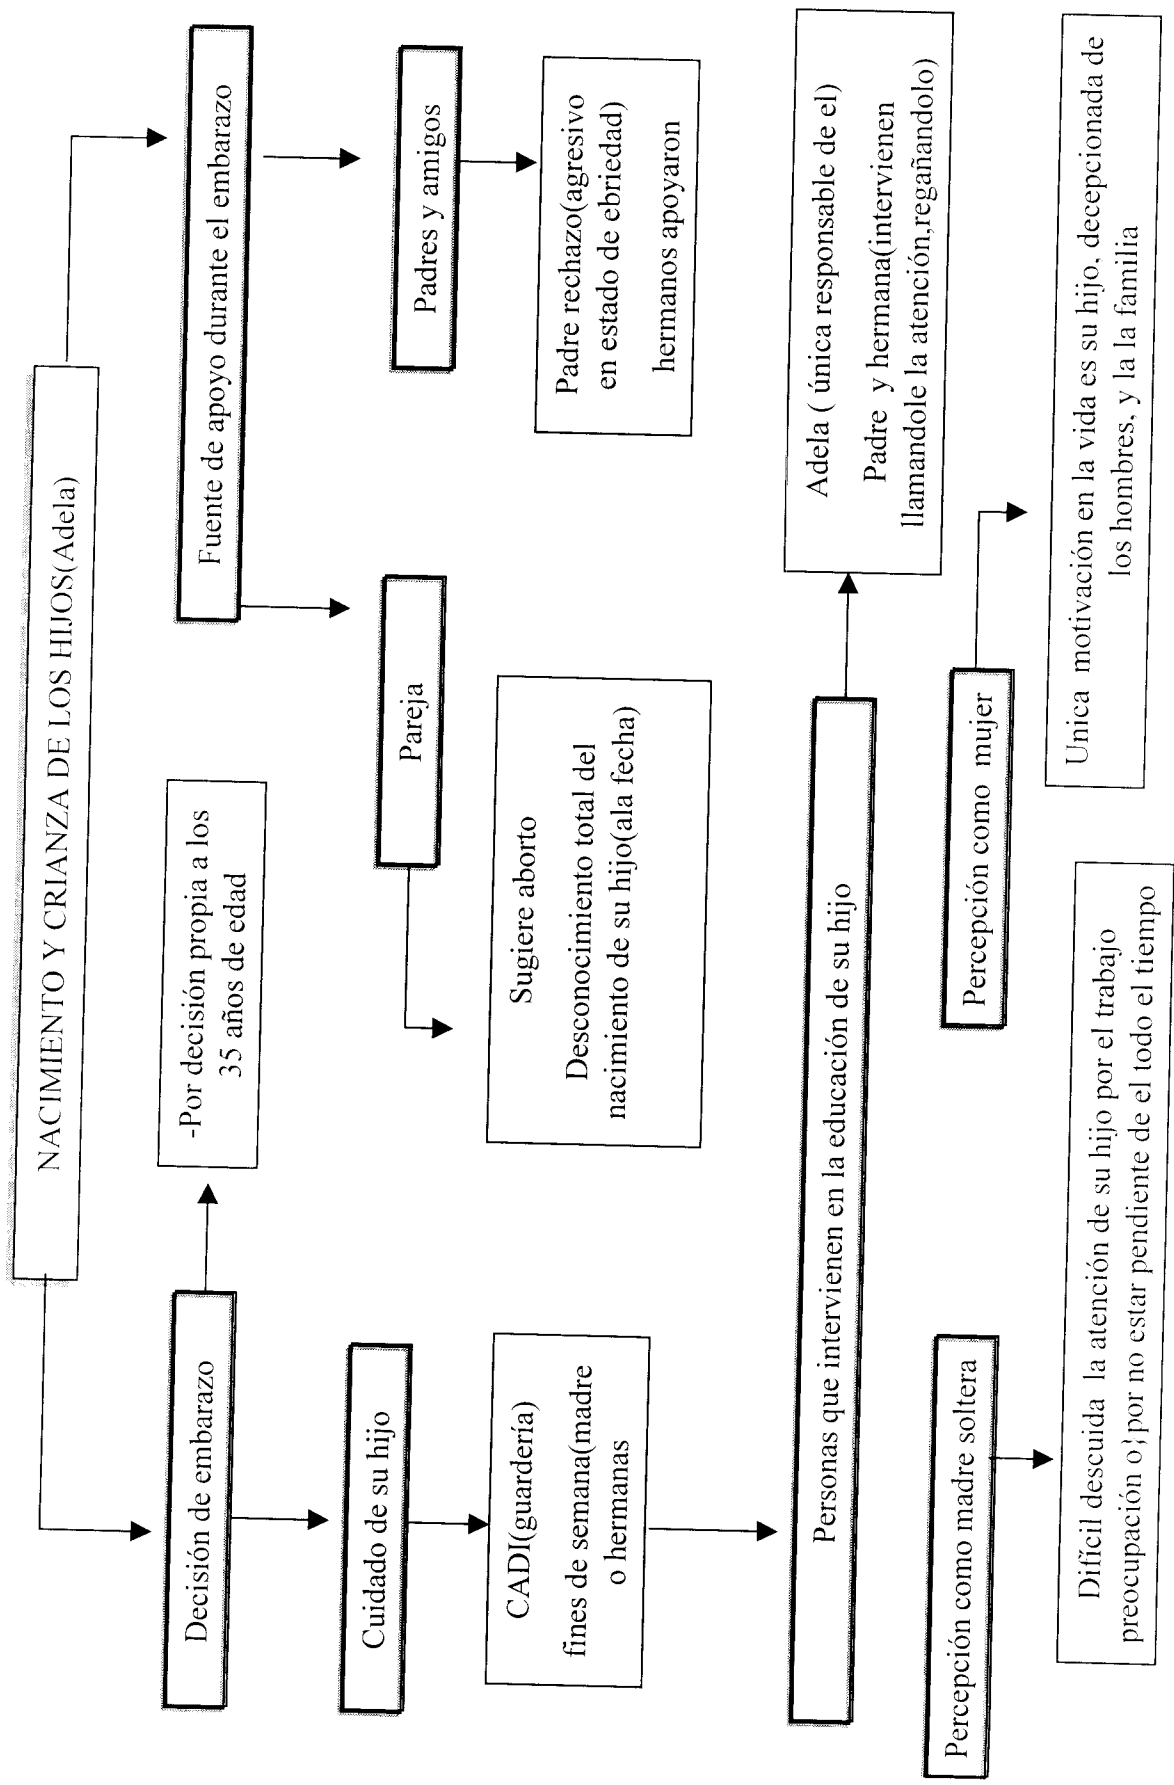 NACIMIENTO Y CRIANZA DE LOS HIJOS(Adela)
Decisión de embarazo
-Por decisión propia a los
35 años de edad
Fuente de apoyo durante el embarazo
Cuidado de su hijo
Pareja
Padres y amigos
CADI(guardería)
fines de semana(madre
o hermanas
Sugiere aborto
Desconocimiento total del
nacimiento de su hijo(ala fecha)
Padre rechazo(agresivo
en estado de ebriedad)
hermanos apoyaron
Personas que intervienen en la educación de su hijo
Adela ( única responsable de el)
Padre y hermana(intervienen
llamandole la atención,regañandolo)
Percepción como madre soltera
Percepción como mujer
Difícil descuida la atención de su hijo por el trabajo
preocupación o}por no estar pendiente de el todo el tiempo
Unica motivación en la vida es su hijo, decepcionada de
los hombres, y la la familia